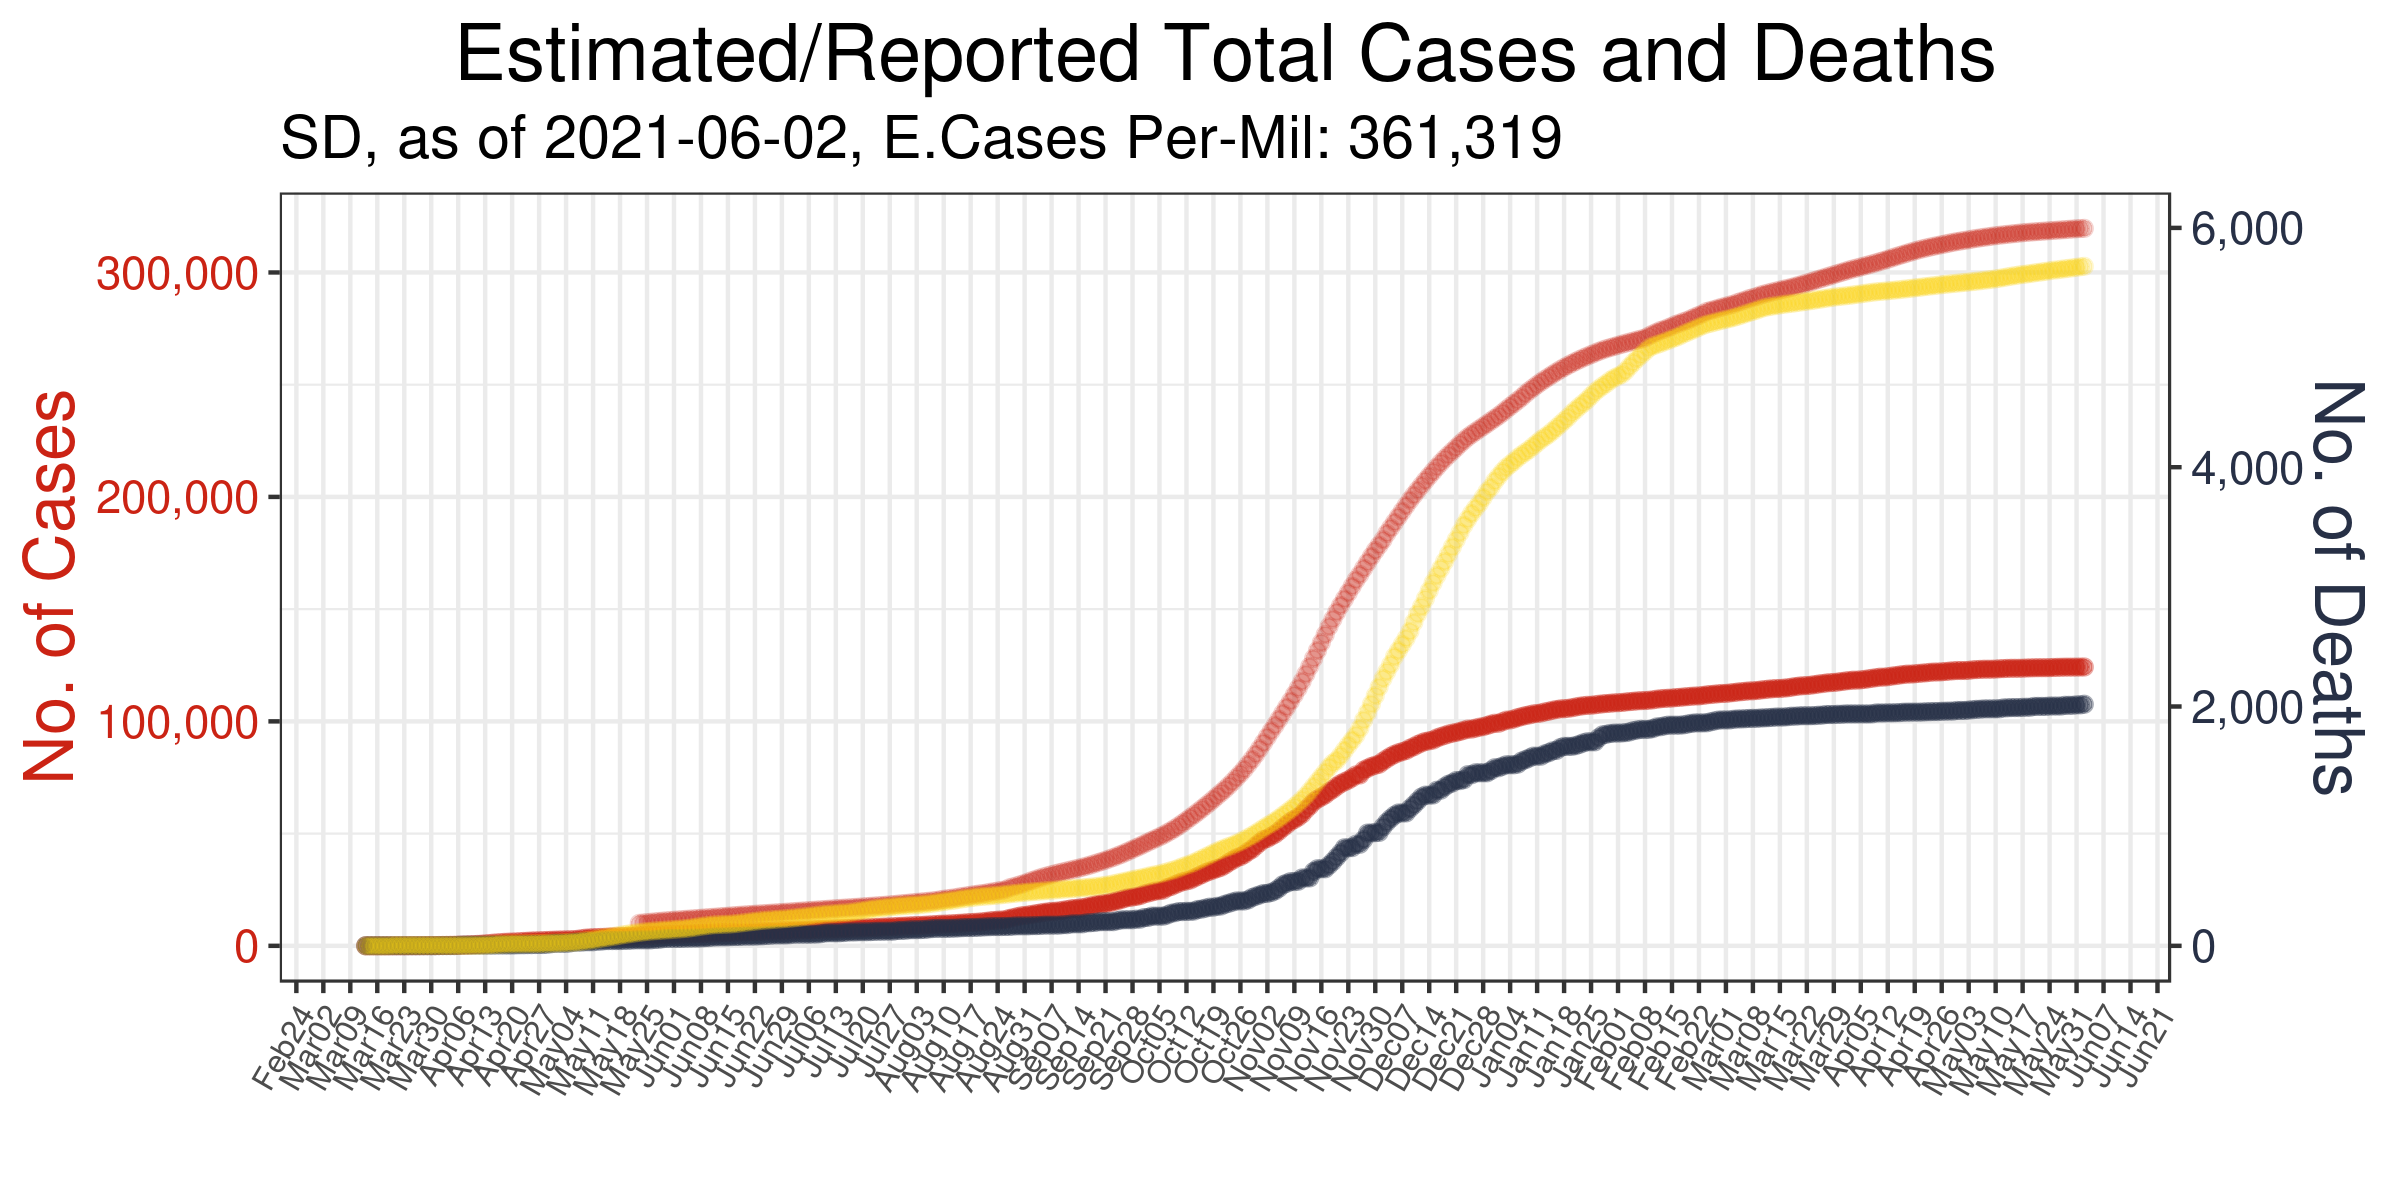 Estimated/Reported Total Cases and Deaths
SD, as of 2021-06-02, E.Cases Per-Mil: 361,319
No. of Cases
300,000
200,000
100,000
0
6,000
4,000
2,000
0
No. of Deaths
Feb24
Mar02
Mar09
Mar16
Mar23
Mar30
Apr06
Apr13
Apr20
Apr27
May04
May11
May18
May25
Jun01
Jun08
Jun15
Jun22
Jun29
Jul06
Jul13
Jul20
Jul27
Aug03
Aug10
Aug17
Aug24
Aug31
Sep07
Sep14
Sep21
Sep28
Oct05
Oct12
Oct19
Oct26
Nov02
Nov09
Nov16
Nov23
Nov30
Dec07
Dec14
Dec21
Dec28
Jan04
Jan11
Jan18
Jan25
Feb01
Feb08
Feb15
Feb22
Mar01
Mar08
Mar15
Mar22
Mar29
Apr05
Apr12
Apr19
Apr26
May03
May10
May17
May24
May31
Jun07
Jun14
Jun21